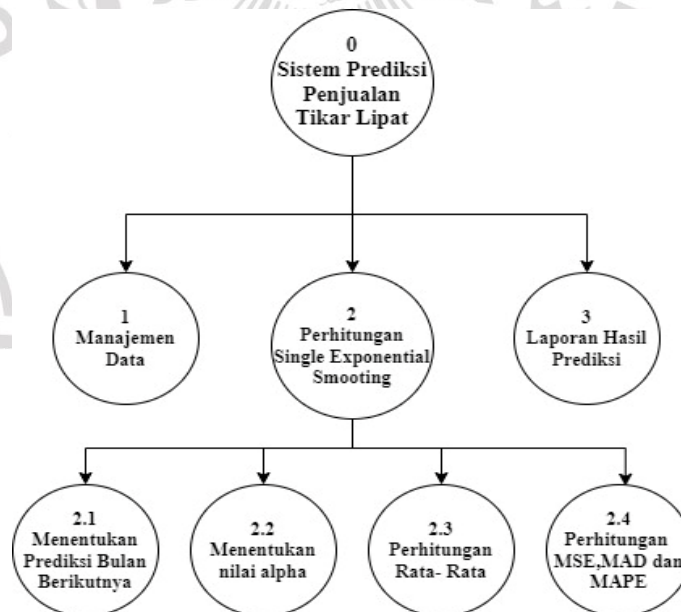 0
Sistem Prediksi
Penjualan
Tikar Lipat
1
Manajemen
Data
2
Perhitungan
Single Exponential
Smooting
3
Laporan Hasil
Prediksi
2.1
Menentukan
Prediksi Bulan
Berikutnya
2.2
Menentukan
nilai alpha
2.3
Perhitungan
Rata- Rata
2.4
Perhitungan
MSE,MAD dan
MAPE